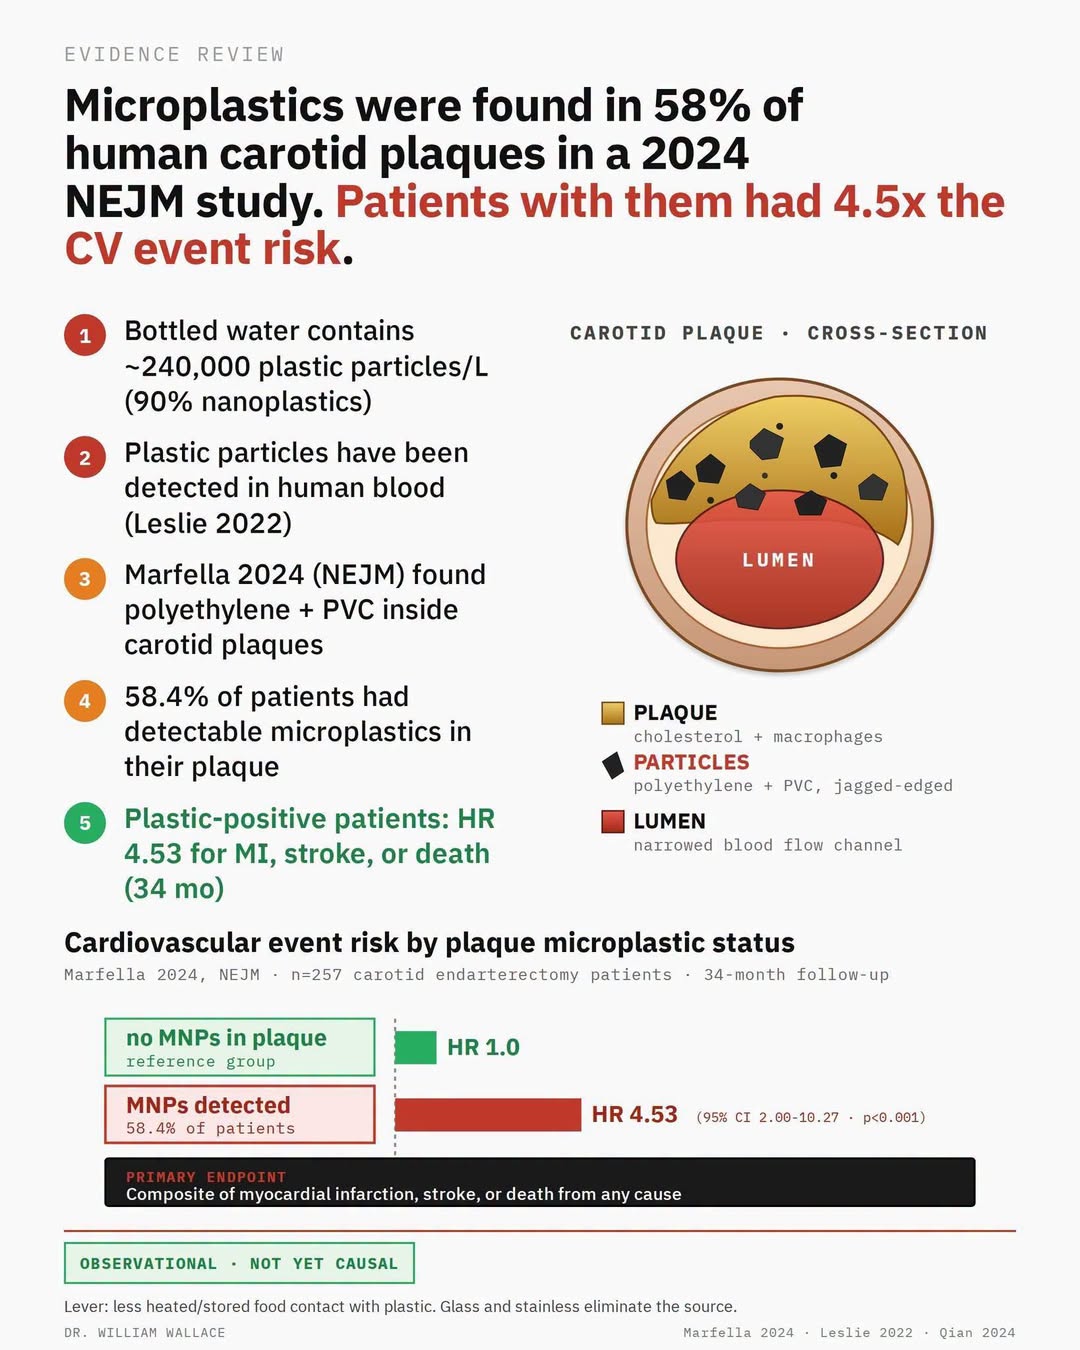 EVIDENCE REVIEW
Microplastics were found in 58% of
human carotid plaques in a 2024
NEJM study. Patients with them had 4.5x the
CV event risk.
1 Bottled water contains
~240,000 plastic particles/L
(90% nanoplastics)
2 Plastic particles have been
detected in human blood
(Leslie 2022)
3 Marfella 2024 (NEJM) found
polyethylene + PVC inside
carotid plaques
4 58.4% of patients had
detectable microplastics in
their plaque
5 Plastic-positive patients: HR
4.53 for MI, stroke, or death
(34 mo)
CAROTID PLAQUE · CROSS-SECTION
LUMEN
PLAQUE
cholesterol + macrophages
PARTICLES
polyethylene + PVC, jagged-edged
LUMEN
narrowed blood flow channel
Cardiovascular event risk by plaque microplastic status
Marfella 2024, NEJM · n=257 carotid endarterectomy patients · 34-month follow-up
no MNPs in plaque
reference group
HR 1.0
MNPs detected
58.4% of patients
HR 4.53 (95% CI 2.00-10.27 · p<0.001)
PRIMARY ENDPOINT
Composite of myocardial infarction, stroke, or death from any cause
OBSERVATIONAL · NOT YET CAUSAL
Lever: less heated/stored food contact with plastic. Glass and stainless eliminate the source.
DR. WILLIAM WALLACE
Marfella 2024 · Leslie 2022 · Qian 2024